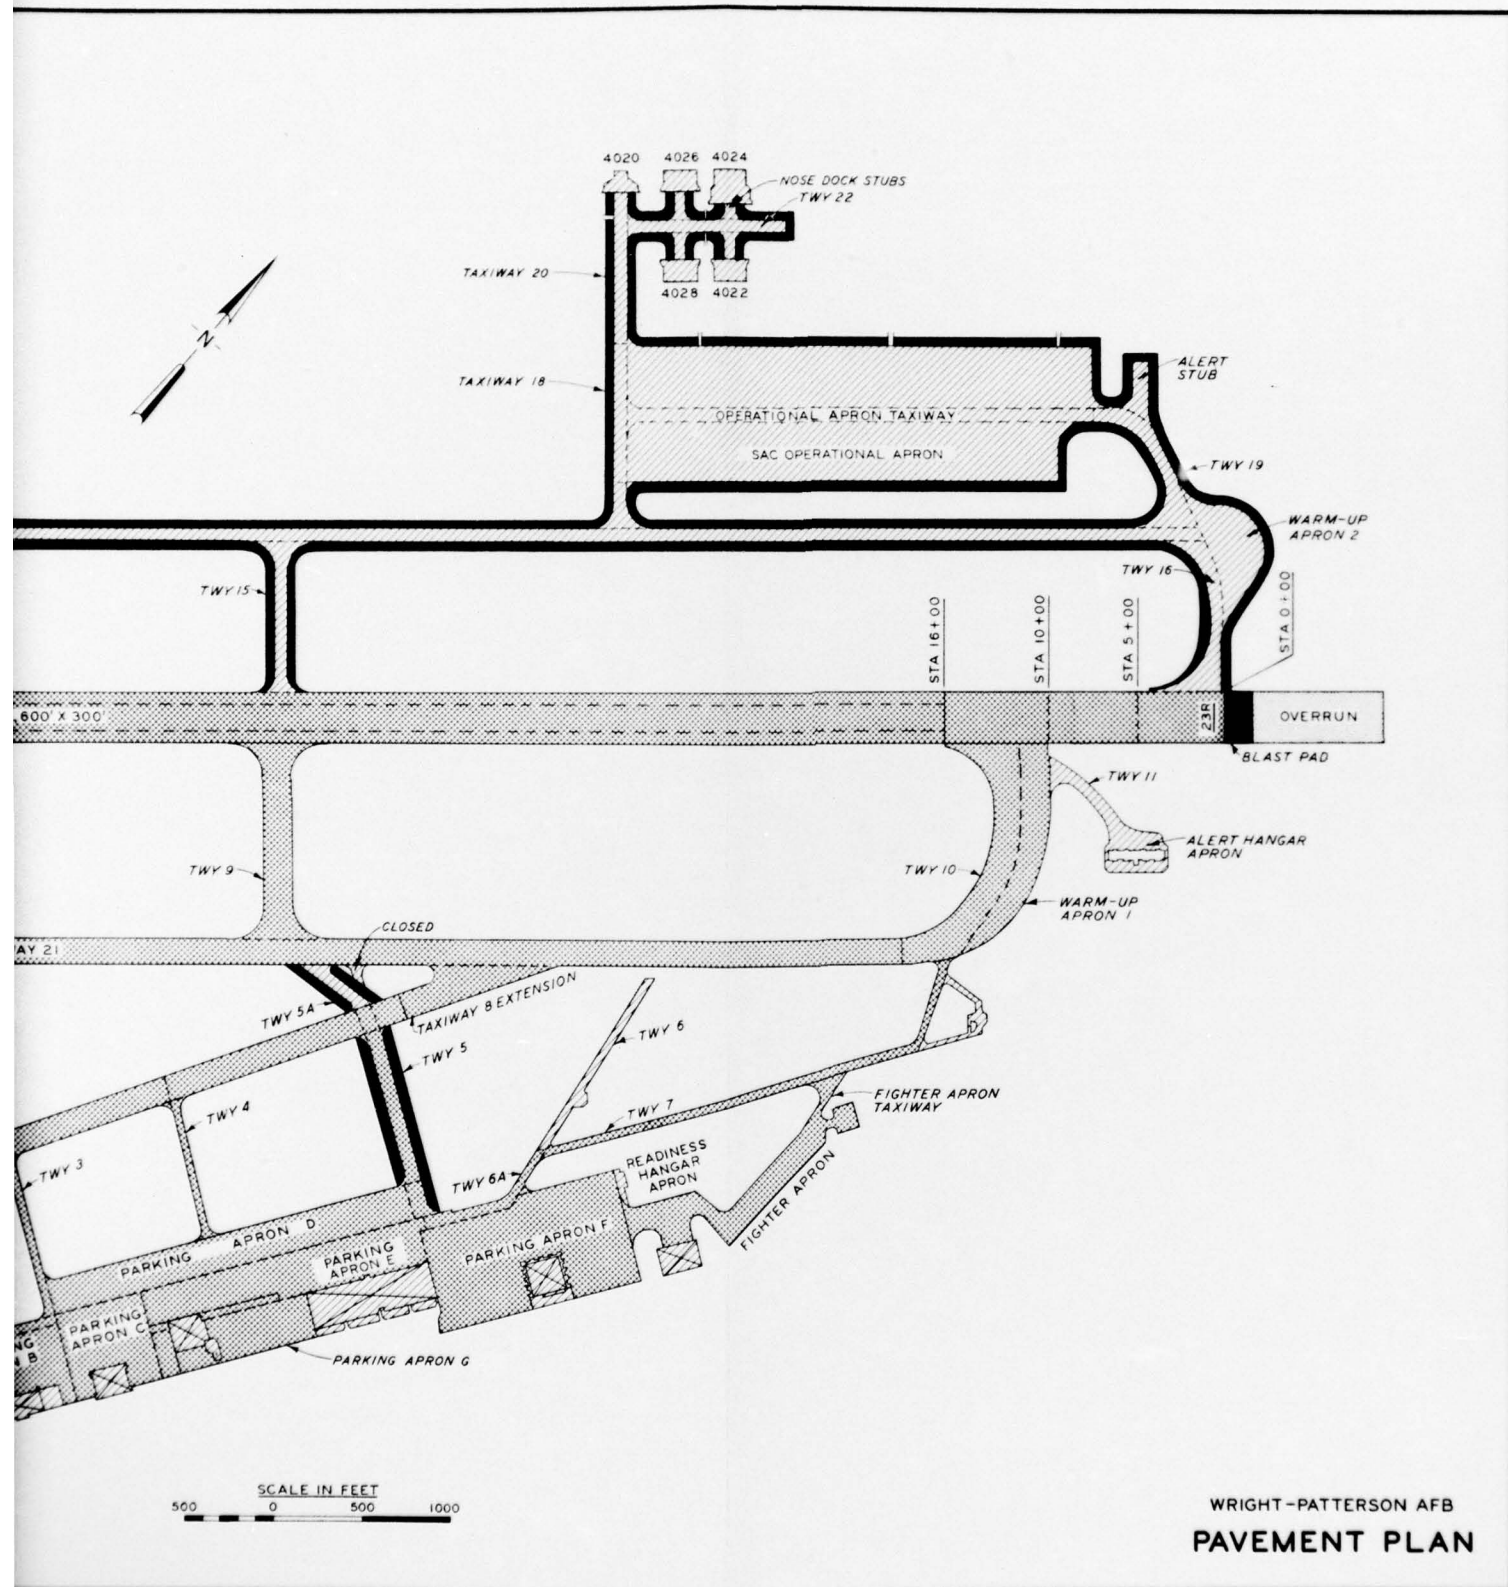 4020
4026
4024
NOSE DOCK STUBS
TWY 22
TAXIWAY 20
4028
4022
N
TAXIWAY 18
ALERT
STUB
OPERATIONAL APRON TAXIWAY
SAC OPERATIONAL APRON
TWY 19
WARM-UP
APRON 2
TWY 16
TWY 15
STA 16+00
STA 10+00
STA 5+00
STA 0+00
600' X 300'
23R
OVERRUN
BLAST PAD
TWY 11
ALERT HANGAR
APRON
TWY 9
TWY 10
WARM-UP
APRON 1
CLOSED
AY 21
TWY 5A
TAXIWAY 8 EXTENSION
TWY 6
TWY 5
FIGHTER APRON
TAXIWAY
TWY 4
TWY 7
READINESS
HANGAR
APRON
TWY 3
TWY 6A
FIGHTER APRON
PARKING APRON D
PARKING APRON F
PARKING
APRON E
PARKING
APRON C
NG
N B
PARKING APRON G
SCALE IN FEET
500 0 500 1000
WRIGHT-PATTERSON AFB
PAVEMENT PLAN